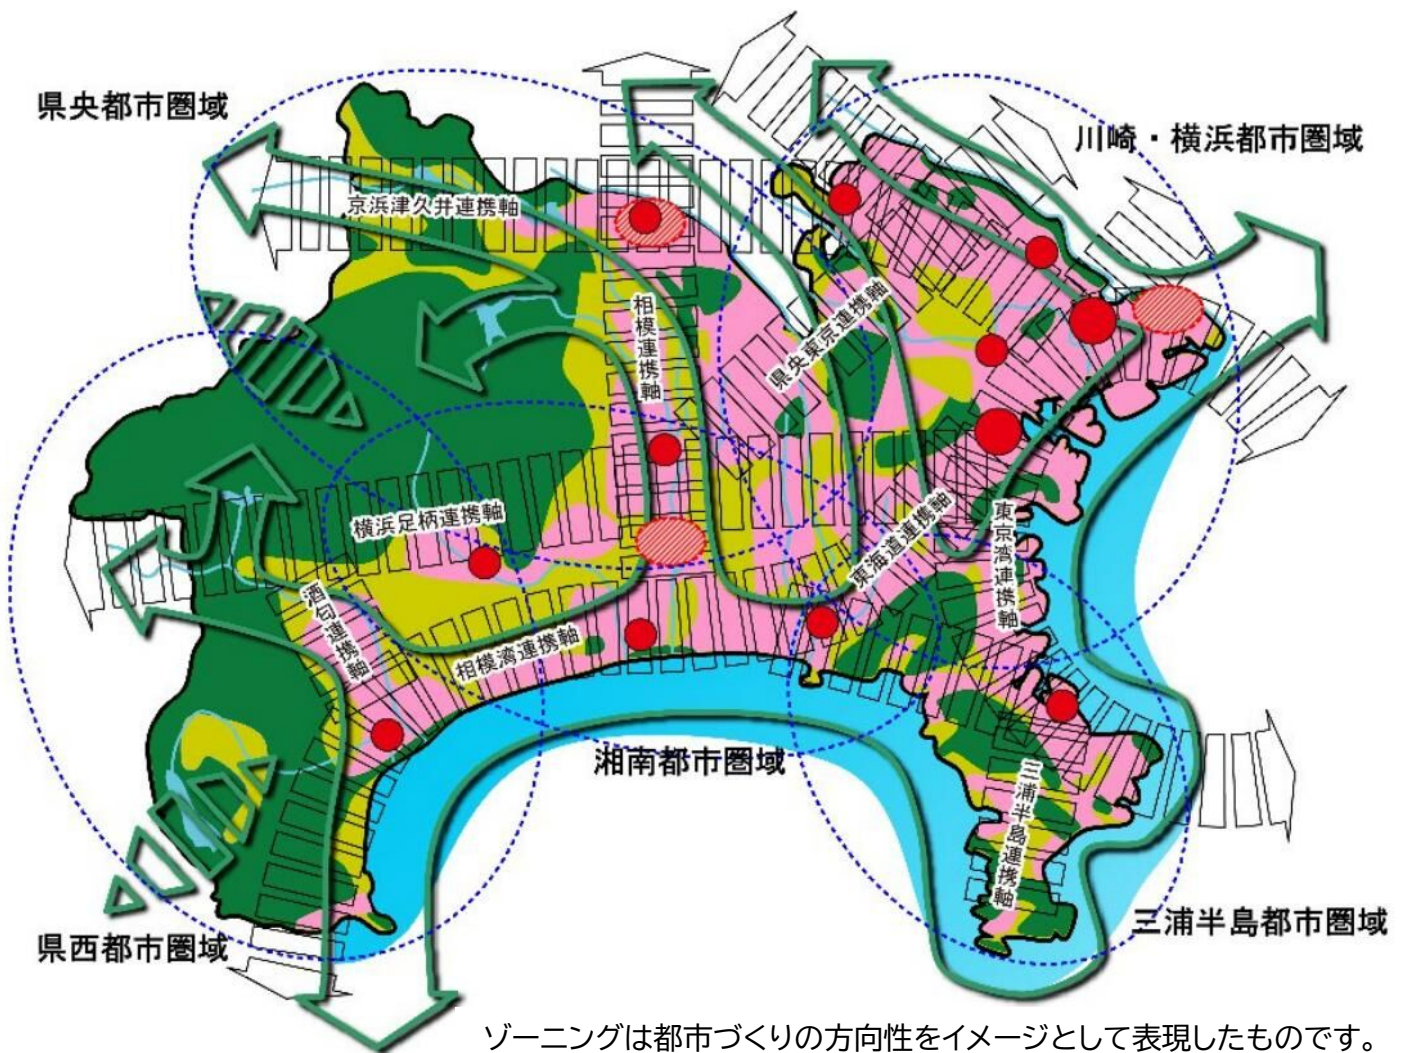 県央都市圏域
川崎・横浜都市圏域
京浜津久井連携軸
相模連携軸
県央東京連携軸
横浜足柄連携軸
東海道連携軸
東京湾連携軸
酒匂連携軸
相模湾連携軸
湘南都市圏域
三浦半島連携軸
三浦半島都市圏域
県西都市圏域
ゾーニングは都市づくりの方向性をイメージとして表現したものです。